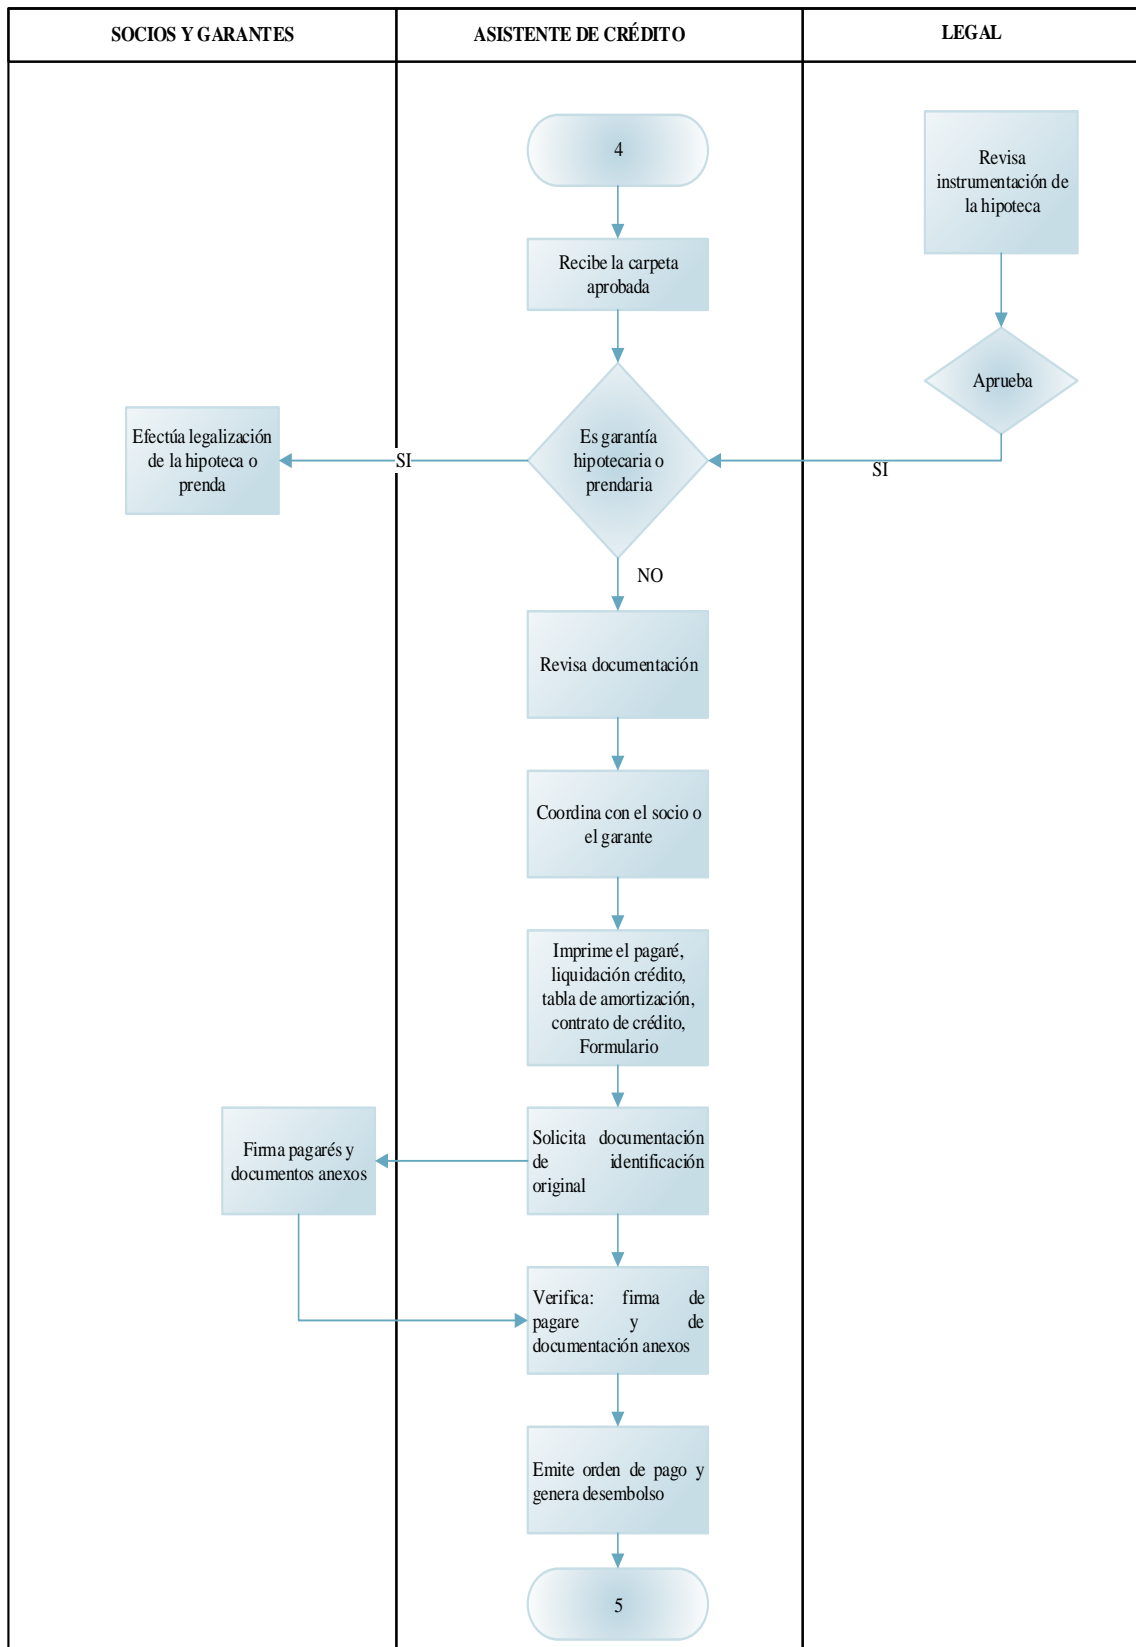 SOCIOS Y GARANTES
ASISTENTE DE CRÉDITO
LEGAL
4
Revisa
instrumentación de
la hipoteca
Recibe la carpeta
aprobada
Aprueba
Efectúa legalización
de la hipoteca o
prenda
SI
Es garantía
hipotecaria o
prendaria
SI
NO
Revisa documentación
Coordina con el socio o
el garante
Imprime el pagaré,
liquidación crédito,
tabla de amortización,
contrato de crédito,
Formulario
Firma pagarés y
documentos anexos
Solicita documentación
de identificación
original
Verifica: firma de
pagare y de
documentación anexos
Emite orden de pago y
genera desembolso
5